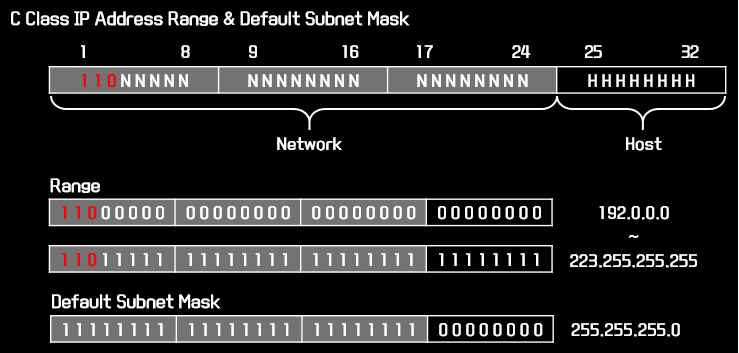 C Class IP Address Range & Default Subnet Mask
1 8 9 16 17 24 25 32
110NNNNN NNNNNNNN NNNNNNNN HHHHHHHH
Network Host
Range
11000000 00000000 00000000 00000000 192.0.0.0
~
11011111 11111111 11111111 11111111 223.255.255.255
Default Subnet Mask
11111111 11111111 11111111 00000000 255.255.255.0